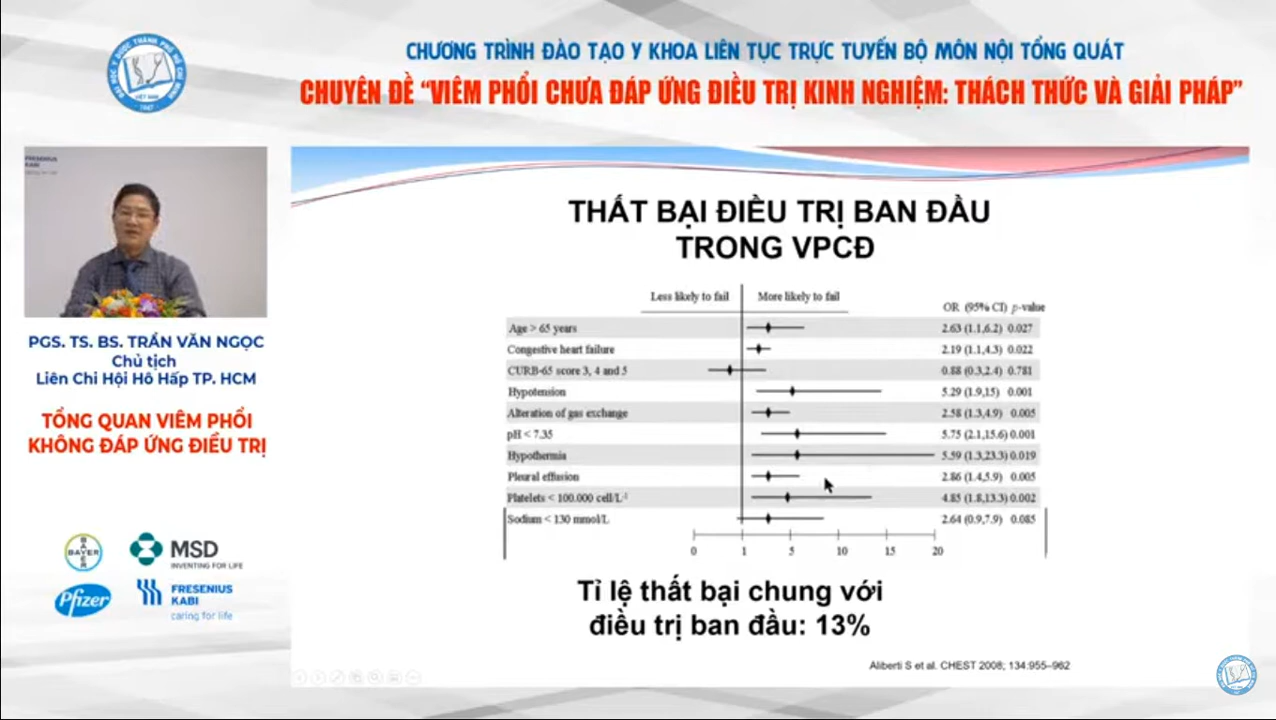 CHƯƠNG TRÌNH ĐÀO TẠO Y KHOA LIÊN TỤC TRỰC TUYẾN BỘ MÔN NỘI TỔNG QUÁT
CHUYÊN ĐỀ “VIÊM PHỔI CHƯA ĐÁP ỨNG ĐIỀU TRỊ KINH NGHIỆM: THÁCH THỨC VÀ GIẢI PHÁP”
FRESENIUS
KABI
PGS. TS. BS. TRẦN VĂN NGỌC
Chủ tịch
Liên Chi Hội Hô Hấp TP. HCM
TỔNG QUAN VIÊM PHỔI
KHÔNG ĐÁP ỨNG ĐIỀU TRỊ
BAYER
MSD
INVENTING FOR LIFE
Pfizer
FRESENIUS
KABI
caring for life
THẤT BẠI ĐIỀU TRỊ BAN ĐẦU
TRONG VPCĐ
Less likely to fail More likely to fail
OR (95% CI) p-value
Age > 65 years 2.63 (1.1,6.2) 0.027
Congestive heart failure 2.19 (1.1,4.3) 0.022
CURB-65 score 3, 4 and 5 0.88 (0.3,2.4) 0.781
Hypotension 5.29 (1.9,15) 0.001
Alteration of gas exchange 2.58 (1.3,4.9) 0.005
pH < 7.35 5.75 (2.1,15.6) 0.001
Hypothermia 5.59 (1.3,23.3) 0.019
Pleural effusion 2.86 (1.4,5.9) 0.005
Platelets < 100.000 cell/L⁻¹ 4.85 (1.8,13.3) 0.002
Sodium < 130 mmol/L 2.64 (0.9,7.9) 0.085
0 1 5 10 15 20
Tỉ lệ thất bại chung với
điều trị ban đầu: 13%
Aliberti S et al. CHEST 2008; 134:955–962